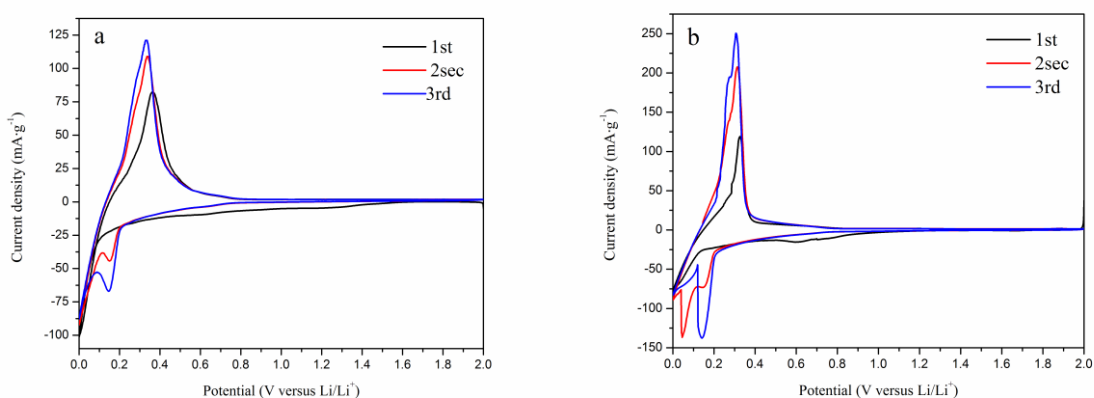 a
1st
2sec
3rd
125
100
75
50
25
0
-25
-50
-75
-100
0.0 0.2 0.4 0.6 0.8 1.0 1.2 1.4 1.6 1.8 2.0
Current density (mA·g⁻¹)
Potential (V versus Li/Li⁺)
b
1st
2sec
3rd
250
200
150
100
50
0
-50
-100
-150
0.0 0.2 0.4 0.6 0.8 1.0 1.2 1.4 1.6 1.8 2.0
Current density (mA·g⁻¹)
Potential (V versus Li/Li⁺)